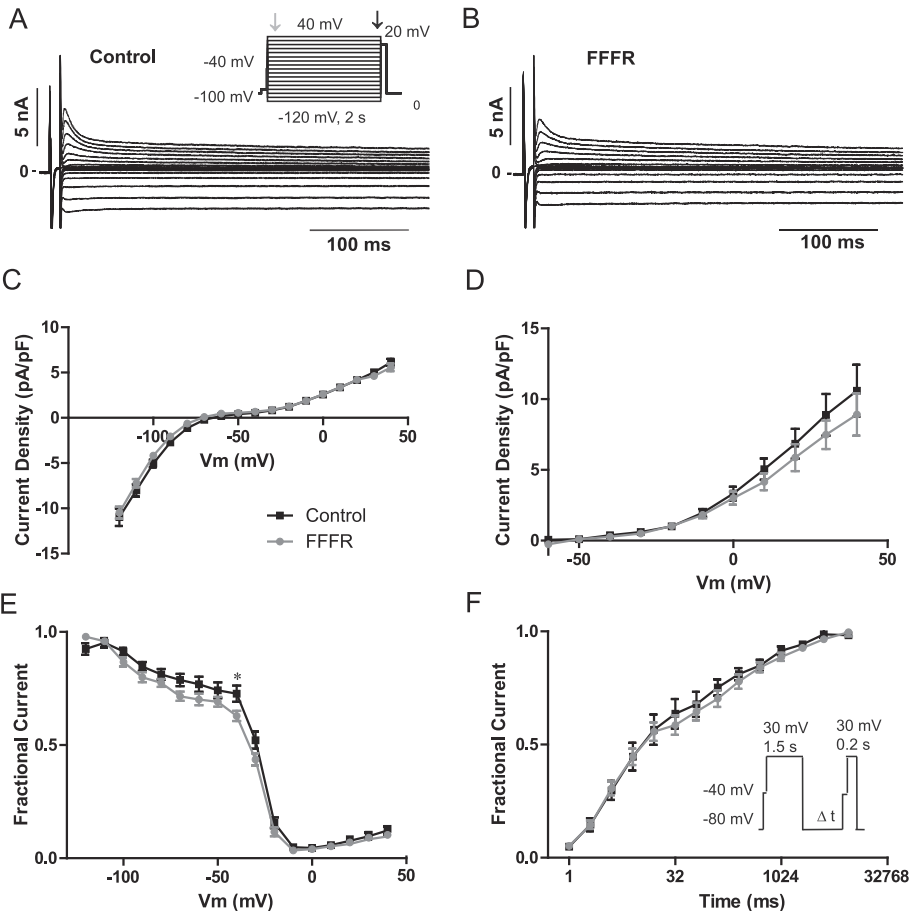 A
Control
5 nA
0 -
40 mV
20 mV
-40 mV
-100 mV
0
-120 mV, 2 s
100 ms
B
FFFR
5 nA
0 -
100 ms
C
Current Density (pA/pF)
10
5
0
-5
-10
-15
-100
-50
0
50
Vm (mV)
Control
FFFR
D
Current Density (pA/pF)
15
10
5
0
-50
0
50
Vm (mV)
E
Fractional Current
1.0
0.5
0.0
*
-100
-50
0
50
Vm (mV)
F
Fractional Current
1.0
0.5
0.0
30 mV
1.5 s
30 mV
0.2 s
-40 mV
-80 mV
Δ t
1
32
1024
32768
Time (ms)